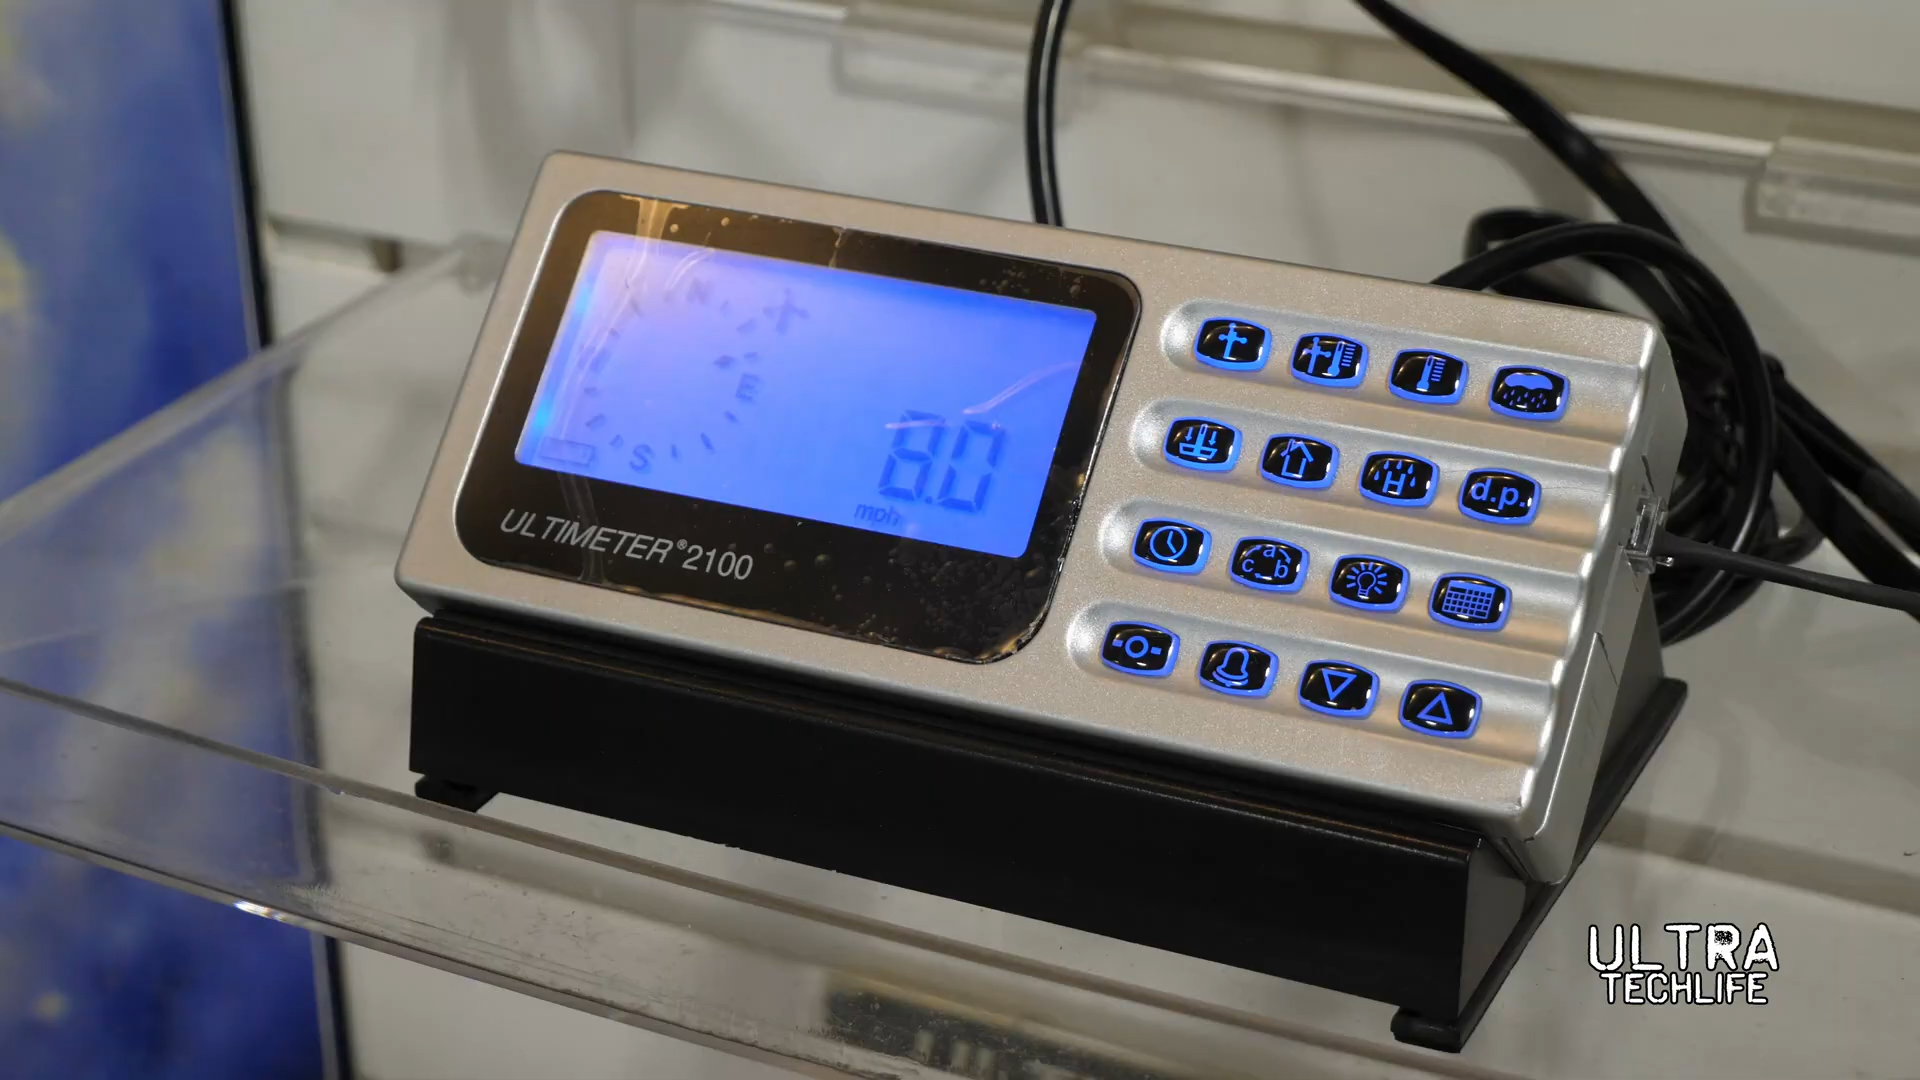 N
E
S
8.0
mph
ULTIMETER®2100
d.p.
a
c b
H
ULTRA
TECHLIFE